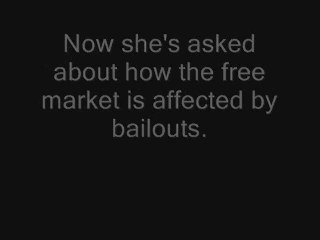 Now she's asked
about how the free
market is affected by
bailouts.